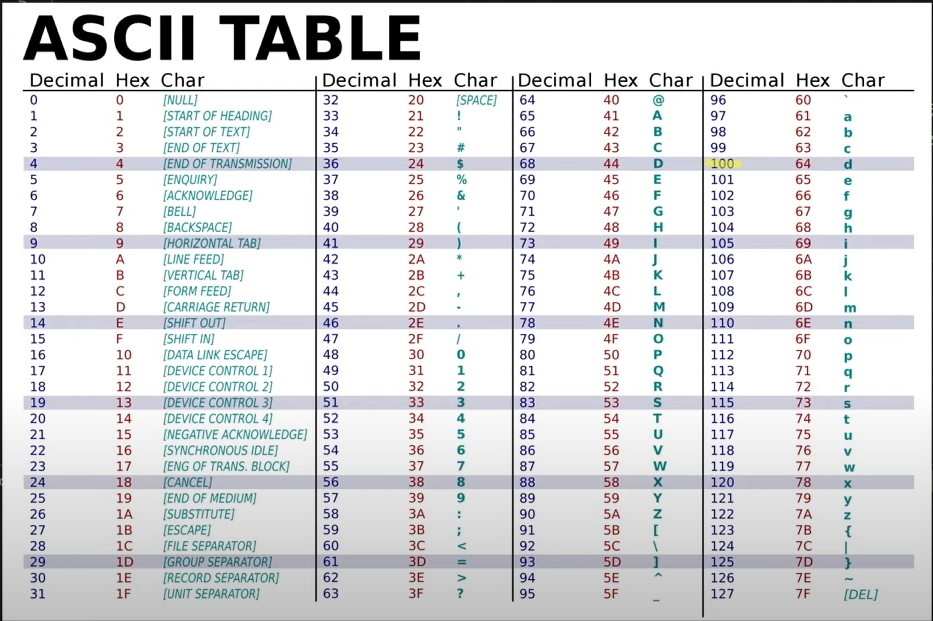 ASCII TABLE
Decimal Hex Char Decimal Hex Char Decimal Hex Char Decimal Hex Char
0 0 [NULL] 32 20 [SPACE] 64 40 @ 96 60 `
1 1 [START OF HEADING] 33 21 ! 65 41 A 97 61 a
2 2 [START OF TEXT] 34 22 " 66 42 B 98 62 b
3 3 [END OF TEXT] 35 23 # 67 43 C 99 63 c
4 4 [END OF TRANSMISSION] 36 24 $ 68 44 D 100 64 d
5 5 [ENQUIRY] 37 25 % 69 45 E 101 65 e
6 6 [ACKNOWLEDGE] 38 26 & 70 46 F 102 66 f
7 7 [BELL] 39 27 ' 71 47 G 103 67 g
8 8 [BACKSPACE] 40 28 ( 72 48 H 104 68 h
9 9 [HORIZONTAL TAB] 41 29 ) 73 49 I 105 69 i
10 A [LINE FEED] 42 2A * 74 4A J 106 6A j
11 B [VERTICAL TAB] 43 2B + 75 4B K 107 6B k
12 C [FORM FEED] 44 2C , 76 4C L 108 6C l
13 D [CARRIAGE RETURN] 45 2D - 77 4D M 109 6D m
14 E [SHIFT OUT] 46 2E . 78 4E N 110 6E n
15 F [SHIFT IN] 47 2F / 79 4F O 111 6F o
16 10 [DATA LINK ESCAPE] 48 30 0 80 50 P 112 70 p
17 11 [DEVICE CONTROL 1] 49 31 1 81 51 Q 113 71 q
18 12 [DEVICE CONTROL 2] 50 32 2 82 52 R 114 72 r
19 13 [DEVICE CONTROL 3] 51 33 3 83 53 S 115 73 s
20 14 [DEVICE CONTROL 4] 52 34 4 84 54 T 116 74 t
21 15 [NEGATIVE ACKNOWLEDGE] 53 35 5 85 55 U 117 75 u
22 16 [SYNCHRONOUS IDLE] 54 36 6 86 56 V 118 76 v
23 17 [ENG OF TRANS. BLOCK] 55 37 7 87 57 W 119 77 w
24 18 [CANCEL] 56 38 8 88 58 X 120 78 x
25 19 [END OF MEDIUM] 57 39 9 89 59 Y 121 79 y
26 1A [SUBSTITUTE] 58 3A : 90 5A Z 122 7A z
27 1B [ESCAPE] 59 3B ; 91 5B [ 123 7B {
28 1C [FILE SEPARATOR] 60 3C < 92 5C \ 124 7C |
29 1D [GROUP SEPARATOR] 61 3D = 93 5D ] 125 7D }
30 1E [RECORD SEPARATOR] 62 3E > 94 5E ^ 126 7E ~
31 1F [UNIT SEPARATOR] 63 3F ? 95 5F _ 127 7F [DEL]